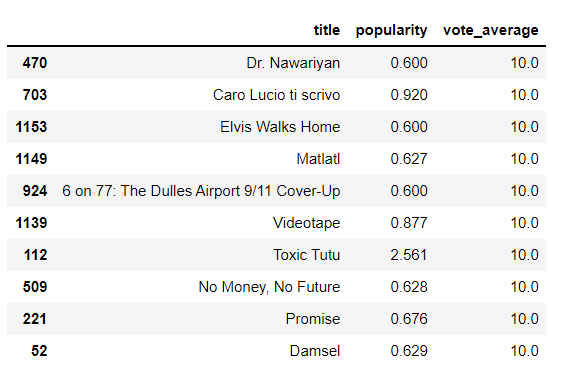 title popularity vote_average
470 Dr. Nawariyan 0.600 10.0
703 Caro Lucio ti scrivo 0.920 10.0
1153 Elvis Walks Home 0.600 10.0
1149 Matlatl 0.627 10.0
924 6 on 77: The Dulles Airport 9/11 Cover-Up 0.600 10.0
1139 Videotape 0.877 10.0
112 Toxic Tutu 2.561 10.0
509 No Money, No Future 0.628 10.0
221 Promise 0.676 10.0
52 Damsel 0.629 10.0